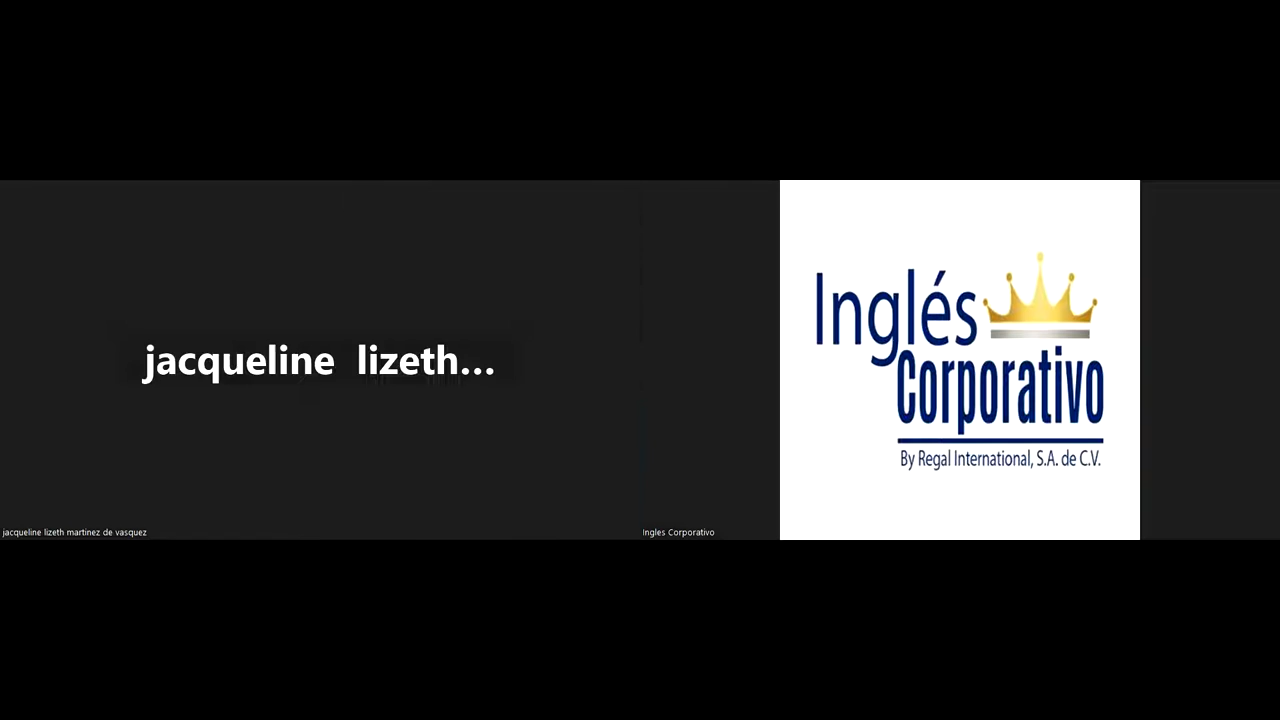 jacqueline lizeth...
jacqueline lizeth martinez de vasquez
Inglés
Corporativo
By Regal International, S.A. de C.V.
Ingles Corporativo